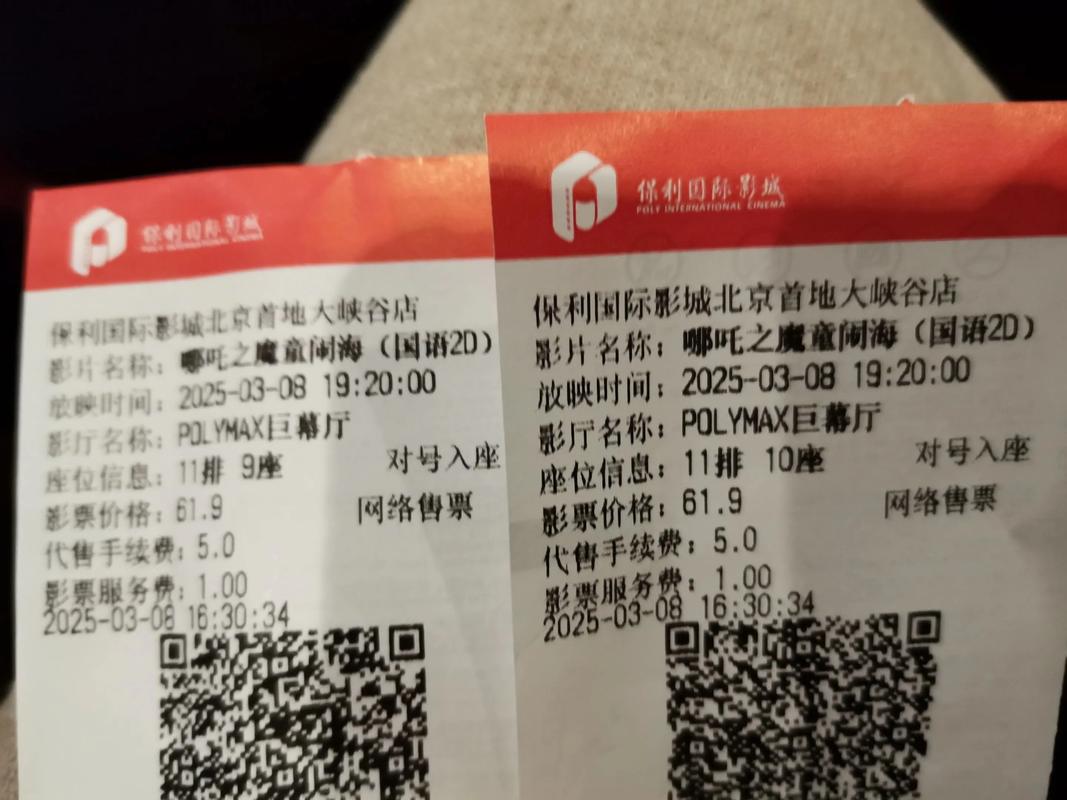 保利国际影城
POLY INTERNATIONAL CINEMA
保利国际影城北京首地大峡谷店
影片名称：哪吒之魔童闹海（国语2D）
放映时间：2025-03-08 19:20:00
影厅名称：POLYMAX巨幕厅
座位信息：11排 9座 对号入座
影票价格：61.9 网络售票
代售手续费：5.0
影票服务费：1.00
2025-03-08 16:30:34
保利国际影城
POLY INTERNATIONAL CINEMA
保利国际影城北京首地大峡谷店
影片名称：哪吒之魔童闹海（国语2D）
放映时间：2025-03-08 19:20:00
影厅名称：POLYMAX巨幕厅
座位信息：11排 10座 对号入座
影票价格：61.9 网络售票
代售手续费：5.0
影票服务费：1.00
2025-03-08 16:30:34